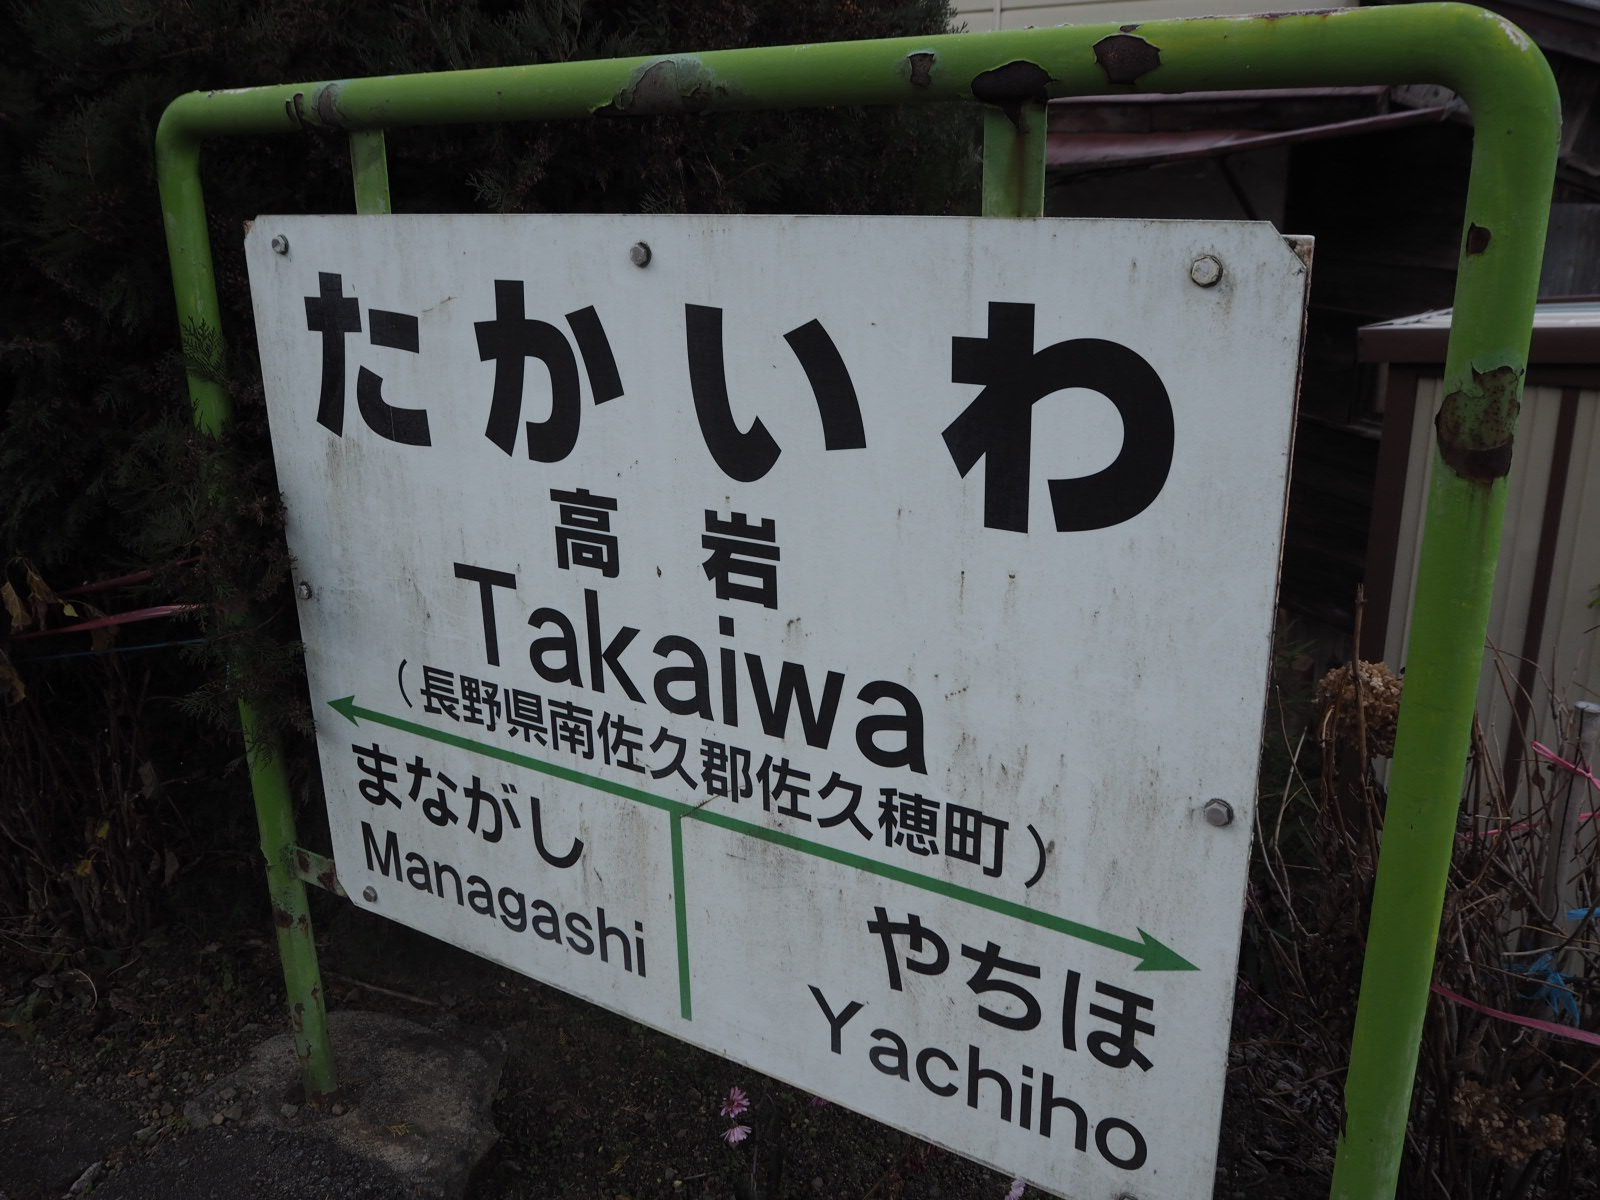 たかいわ
高岩
Takaiwa
(長野県南佐久郡佐久穂町)
まながし
Managashi
やちほ
Yachiho